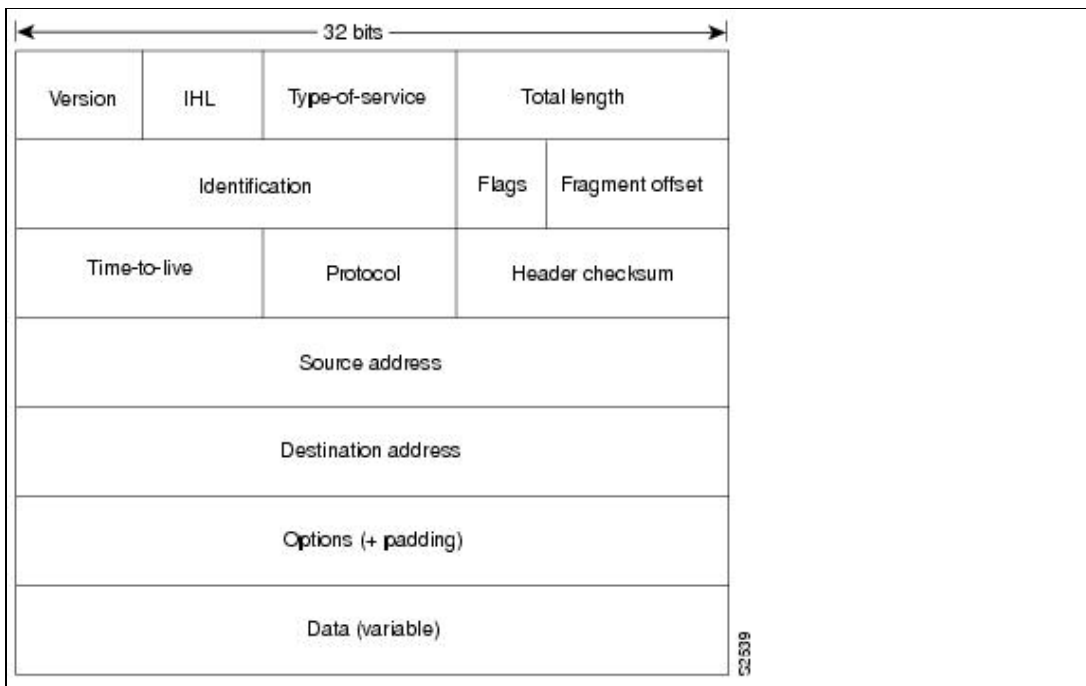 32 bits
Version IHL Type-of-service Total length
Identification Flags Fragment offset
Time-to-live Protocol Header checksum
Source address
Destination address
Options (+ padding)
Data (variable)
S2539